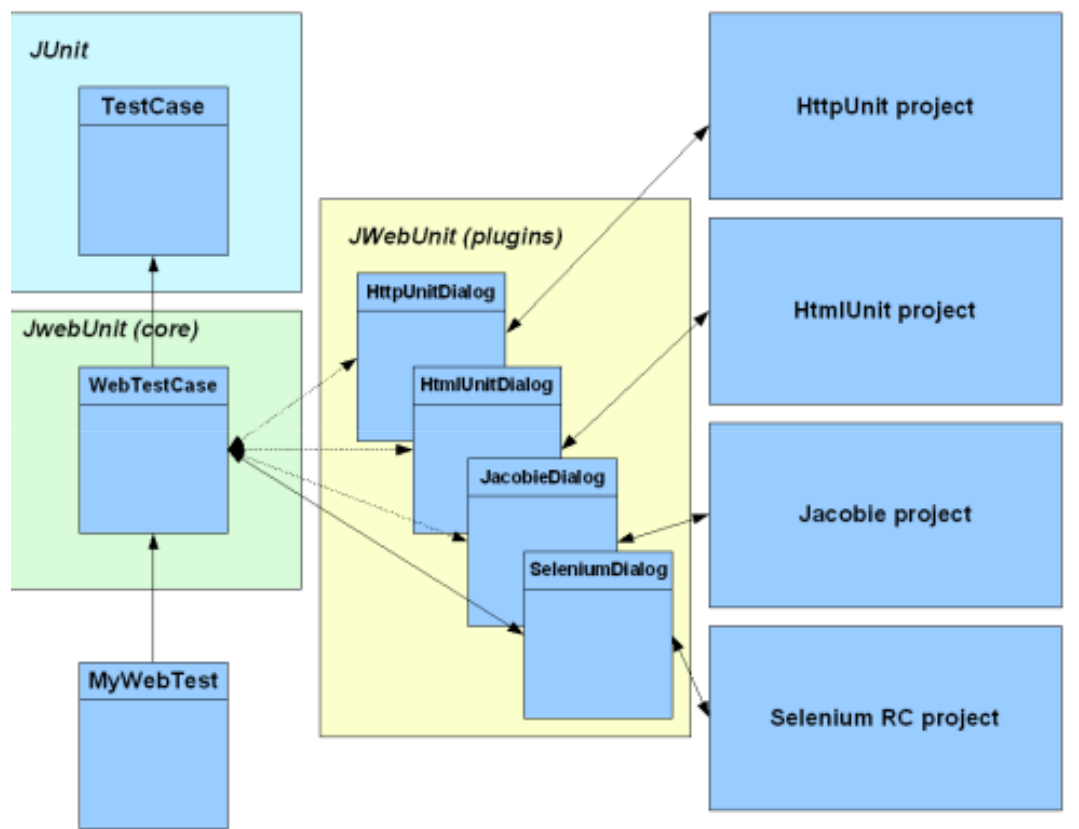 JUnit
TestCase
JwebUnit (core)
WebTestCase
MyWebTest
JWebUnit (plugins)
HttpUnitDialog
HtmlUnitDialog
JacobieDialog
SeleniumDialog
HttpUnit project
HtmlUnit project
Jacobie project
Selenium RC project